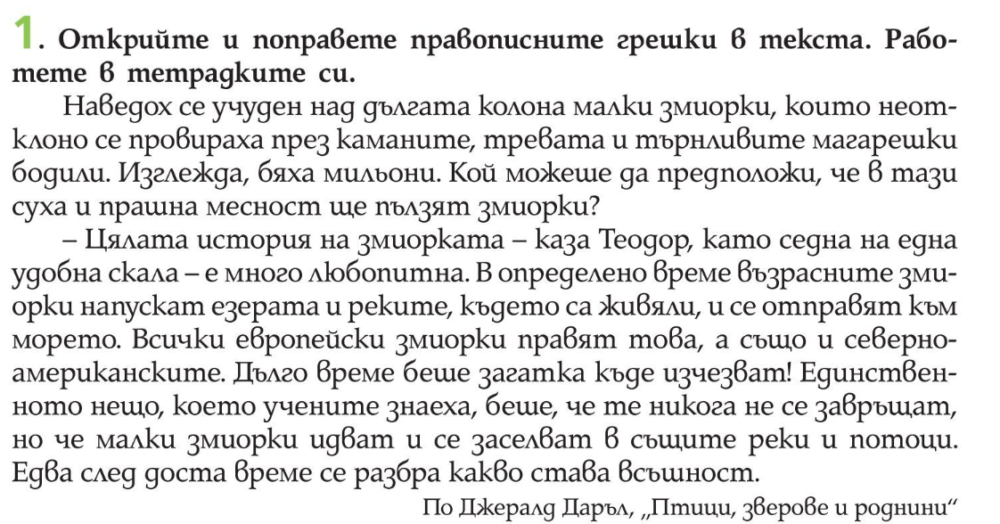 1. Открийте и поправете правописните грешки в текста. Рабо-
тете в тетрадките си.
Наведох се учуден над дългата колона малки змиорки, които неот-
клоно се провираха през каманите, тревата и търнливите магарешки
бодили. Изглежда, бяха мильони. Кой можеше да предположи, че в тази
суха и прашна месност ще пълзят змиорки?
– Цялата история на змиорката – каза Теодор, като седна на една
удобна скала – е много любопитна. В определено време възрасните зми-
орки напускат езерата и реките, където са живяли, и се отправят към
морето. Всички европейски змиорки правят това, а също и северно-
американските. Дълго време беше загатка къде изчезват! Единствен-
ното нещо, което учените знаеха, беше, че те никога не се завръщат,
но че малки змиорки идват и се заселват в същите реки и потоци.
Едва след доста време се разбра какво става всъшност.
По Джералд Даръл, „Птици, зверове и роднини“